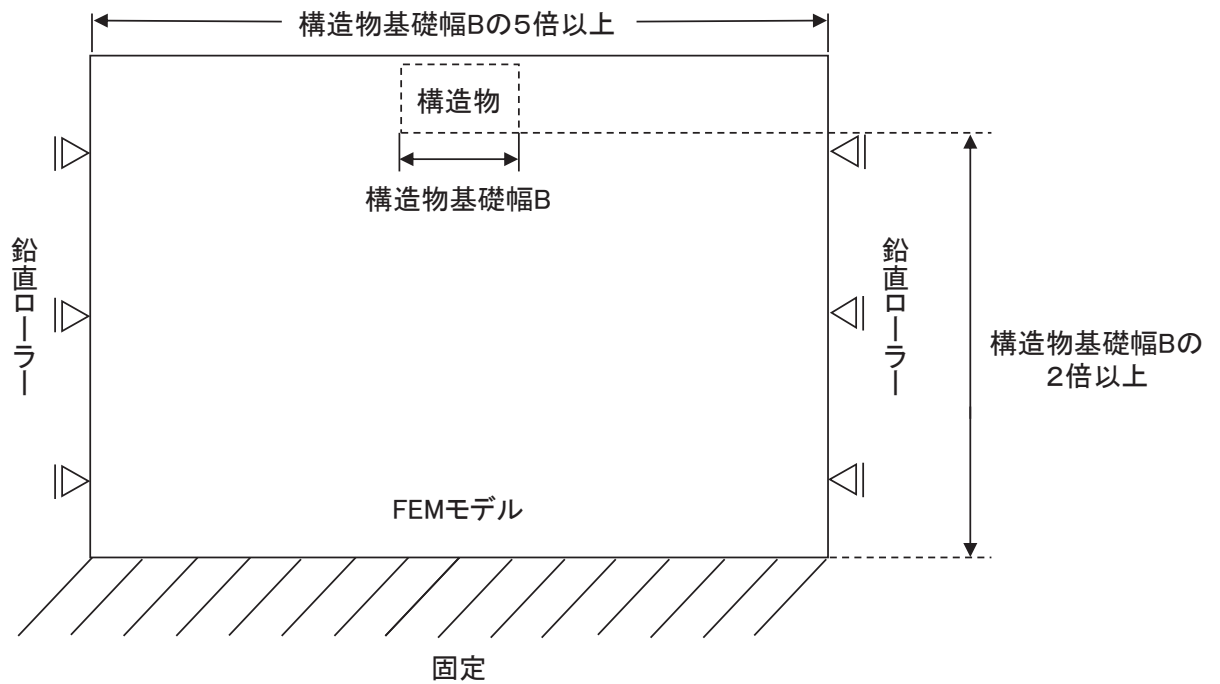 構造物基礎幅Bの5倍以上
構造物
構造物基礎幅B
鉛直ローラー
鉛直ローラー
構造物基礎幅Bの
2倍以上
FEMモデル
固定